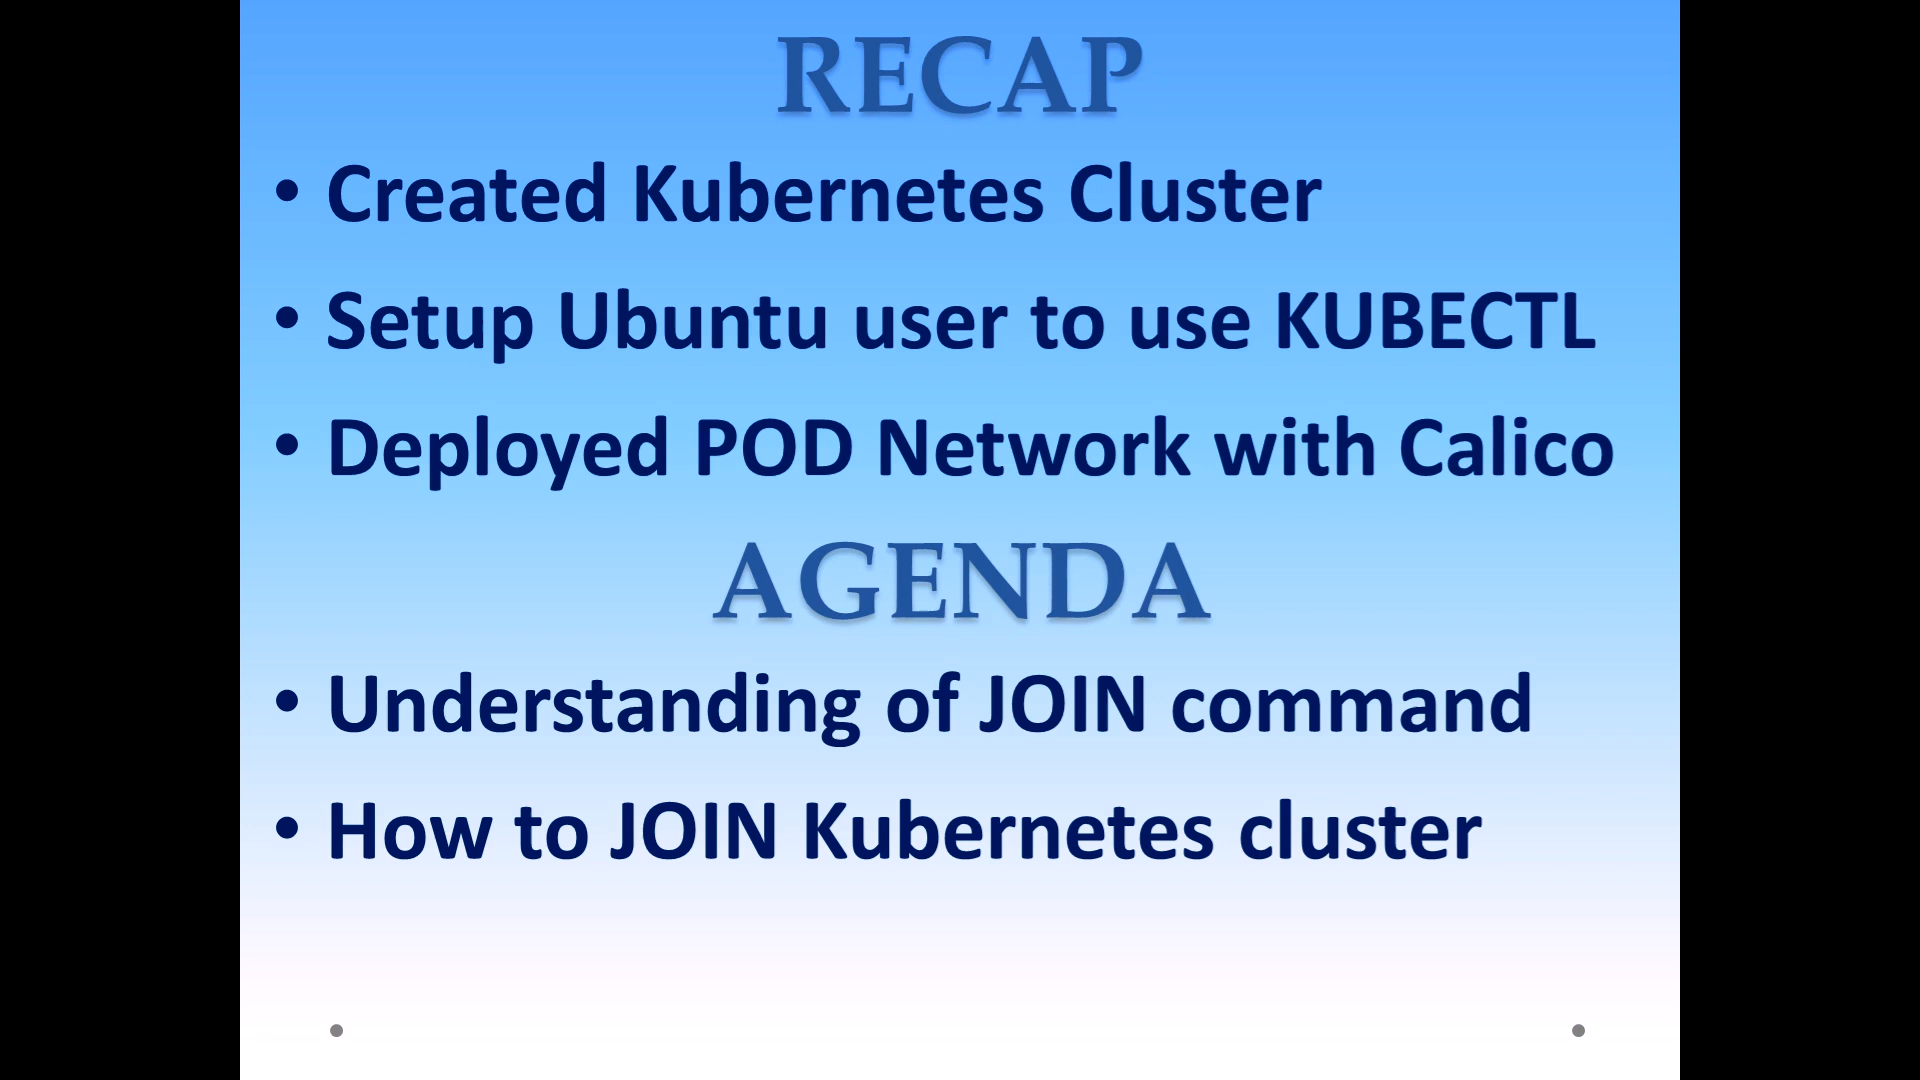 RECAP
• Created Kubernetes Cluster
• Setup Ubuntu user to use KUBECTL
• Deployed POD Network with Calico
AGENDA
• Understanding of JOIN command
• How to JOIN Kubernetes cluster